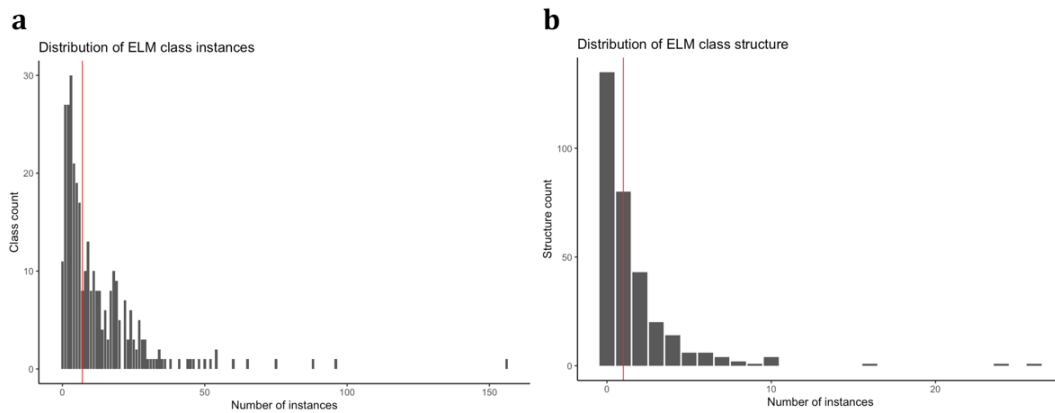 a
Distribution of ELM class instances
30
20
10
0
Class count
0 50 100 150
Number of instances
b
Distribution of ELM class structure
100
50
0
Structure count
0 10 20
Number of instances